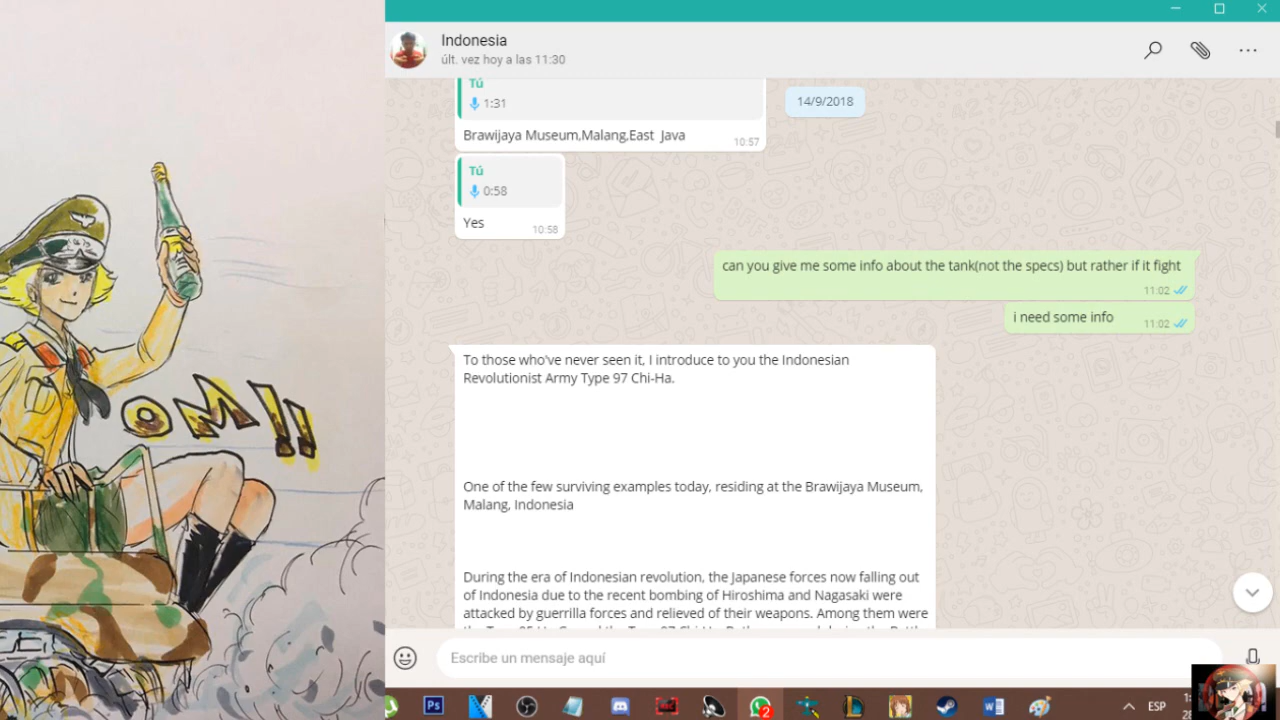 OM!!
Indonesia
últ. vez hoy a las 11:30
Tú
1:31
14/9/2018
Brawijaya Museum,Malang,East Java
10:57
Tú
0:58
Yes
10:58
can you give me some info about the tank(not the specs) but rather if it fight
11:02
i need some info
11:02
To those who've never seen it, I introduce to you the Indonesian
Revolutionist Army Type 97 Chi-Ha.
One of the few surviving examples today, residing at the Brawijaya Museum,
Malang, Indonesia
During the era of Indonesian revolution, the Japanese forces now falling out
of Indonesia due to the recent bombing of Hiroshima and Nagasaki were
attacked by guerrilla forces and relieved of their weapons. Among them were
Escribe un mensaje aquí
Ps
REC
2
W
ESP